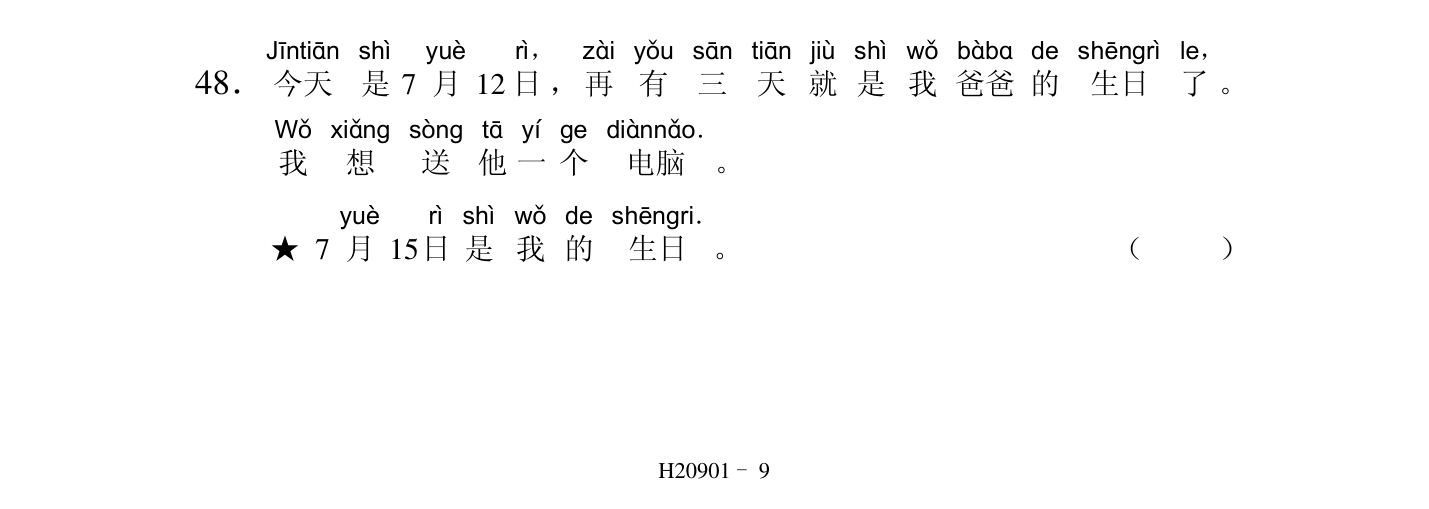 Jīntiān shì yuè rì, zài yǒu sān tiān jiù shì wǒ bàba de shēngrì le,
48. 今天 是 7 月 12 日, 再 有 三 天 就 是 我 爸爸 的 生日 了 。
Wǒ xiǎng sòng tā yí ge diànnǎo.
我 想 送 他 一 个 电脑 。
yuè rì shì wǒ de shēngri.
★ 7 月 15 日 是 我 的 生日 。 ( )
H20901 - 9